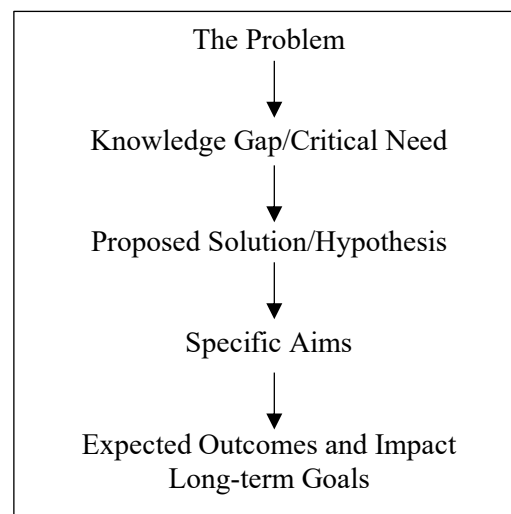 The Problem
Knowledge Gap/Critical Need
Proposed Solution/Hypothesis
Specific Aims
Expected Outcomes and Impact
Long-term Goals